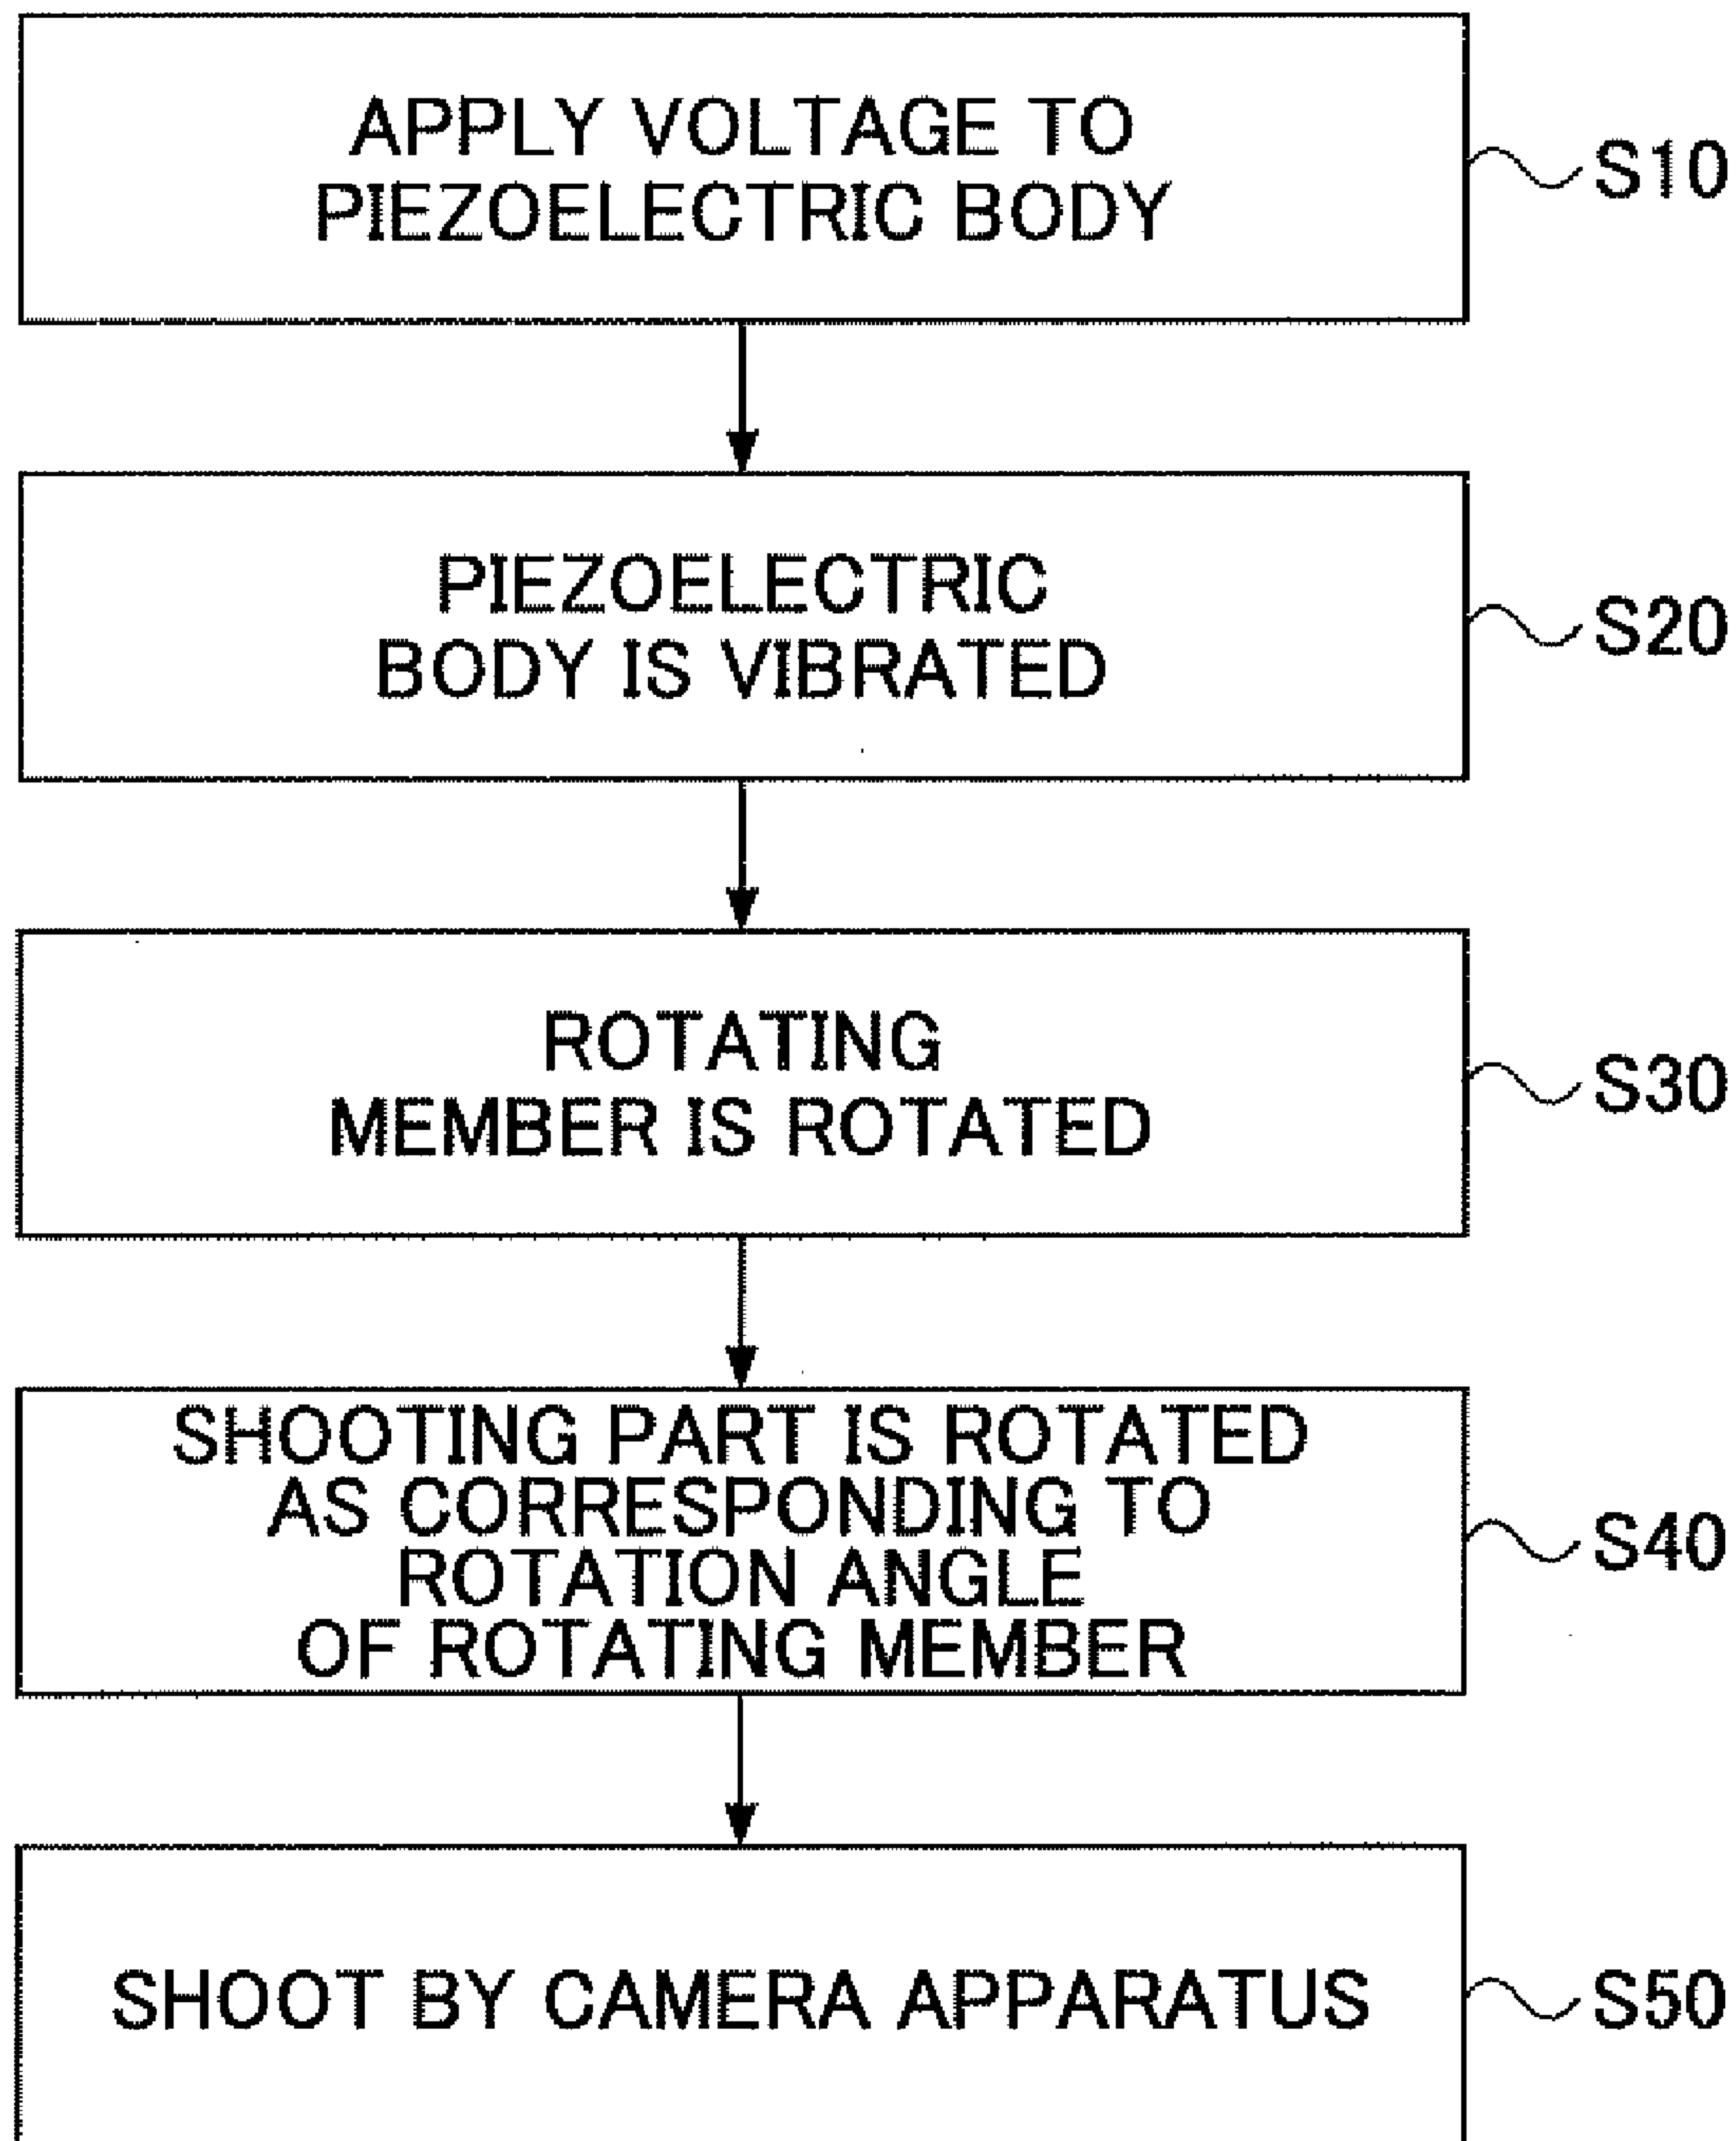 APPLY VOLTAGE TO
PIEZOELECTRIC BODY
S10
PIEZOELECTRIC
BODY IS VIBRATED
S20
ROTATING
MEMBER IS ROTATED
S30
SHOOTING PART IS ROTATED
AS CORRESPONDING TO
ROTATION ANGLE
OF ROTATING MEMBER
S40
SHOOT BY CAMERA APPARATUS
S50